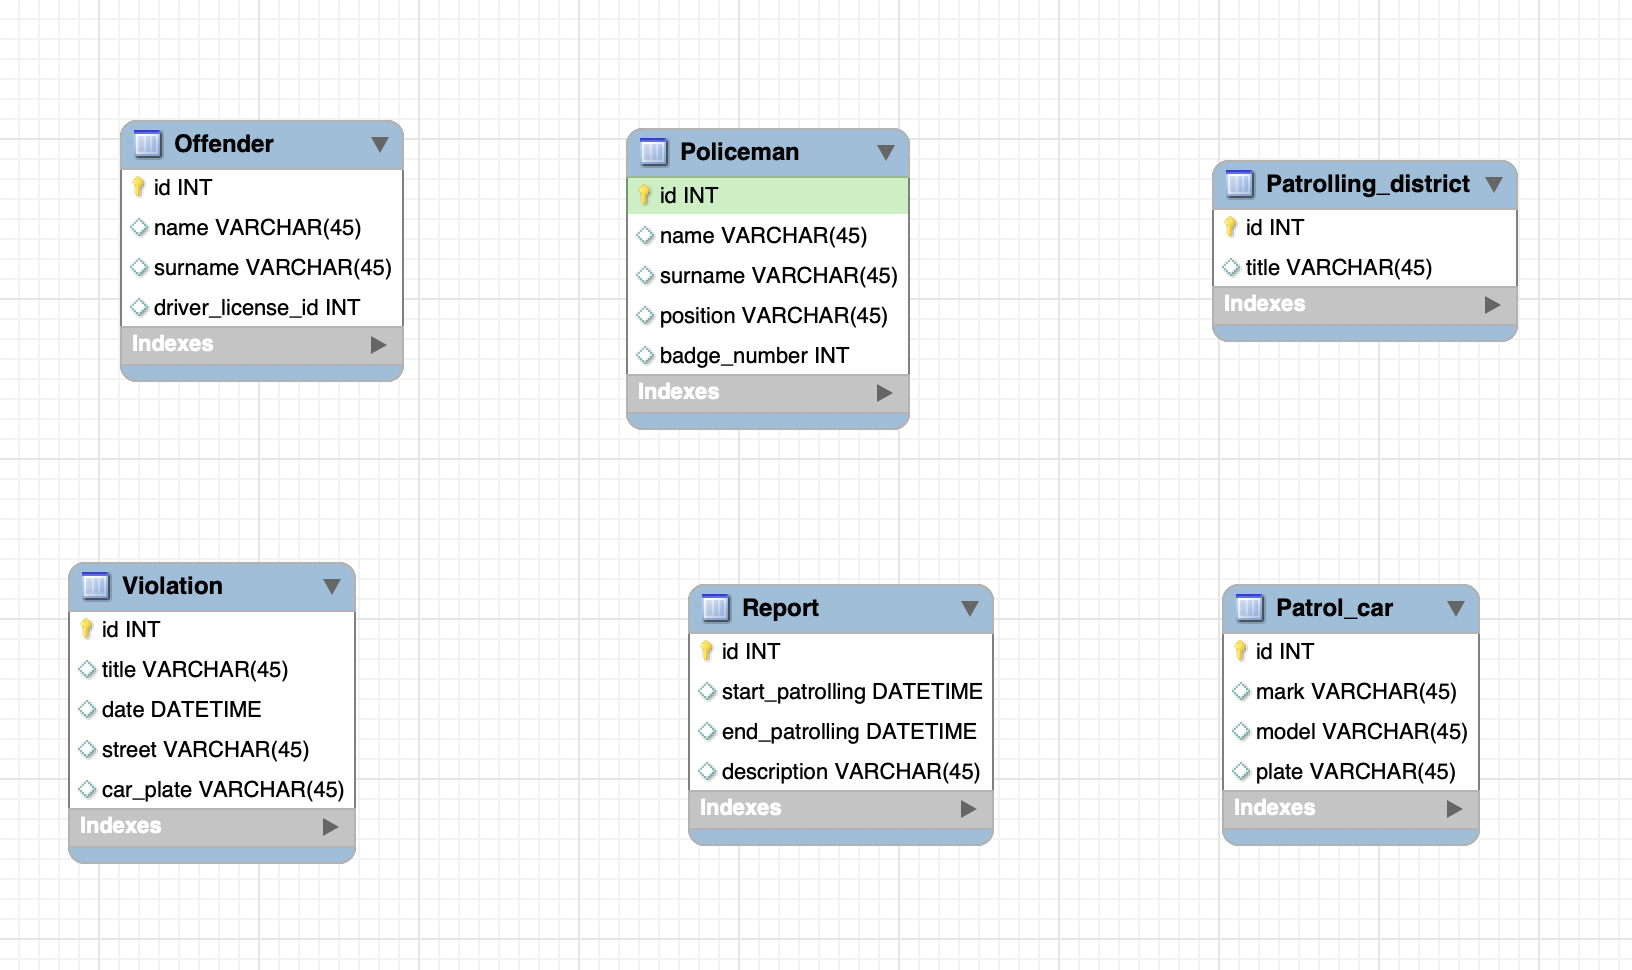 Offender
id INT
name VARCHAR(45)
surname VARCHAR(45)
driver_license_id INT
Indexes
Policeman
id INT
name VARCHAR(45)
surname VARCHAR(45)
position VARCHAR(45)
badge_number INT
Indexes
Patrolling_district
id INT
title VARCHAR(45)
Indexes
Violation
id INT
title VARCHAR(45)
date DATETIME
street VARCHAR(45)
car_plate VARCHAR(45)
Indexes
Report
id INT
start_patrolling DATETIME
end_patrolling DATETIME
description VARCHAR(45)
Indexes
Patrol_car
id INT
mark VARCHAR(45)
model VARCHAR(45)
plate VARCHAR(45)
Indexes